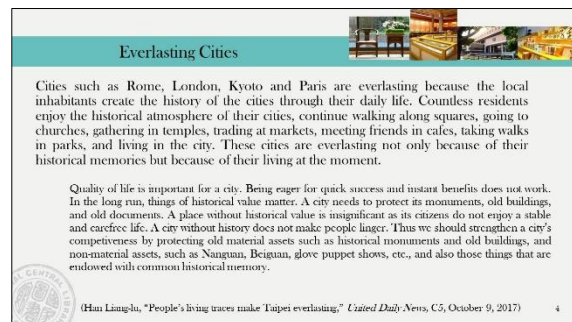 Everlasting Cities
Cities such as Rome, London, Kyoto and Paris are everlasting because the local
inhabitants create the history of the cities through their daily life. Countless residents
enjoy the historical atmosphere of their cities, continue walking along squares, going to
churches, gathering in temples, trading at markets, meeting friends in cafes, taking walks
in parks, and living in the city. These cities are everlasting not only because of their
historical memories but because of their living at the moment.
Quality of life is important for a city. Being eager for quick success and instant benefits does not work.
In the long run, things of historical value matter. A city needs to protect its monuments, old buildings,
and old documents. A place without historical value is insignificant as its citizens do not enjoy a stable
and carefree life. A city without history does not make people linger. Thus we should strengthen a city's
competiveness by protecting old material assets such as historical monuments and old buildings, and
non-material assets, such as Nanguan, Beiguan, glove puppet shows, etc., and also those things that are
endowed with common historical memory.
(Han Liang-lu, "People's living traces make Taipei everlasting," United Daily News, C5, October 9, 2017)
4